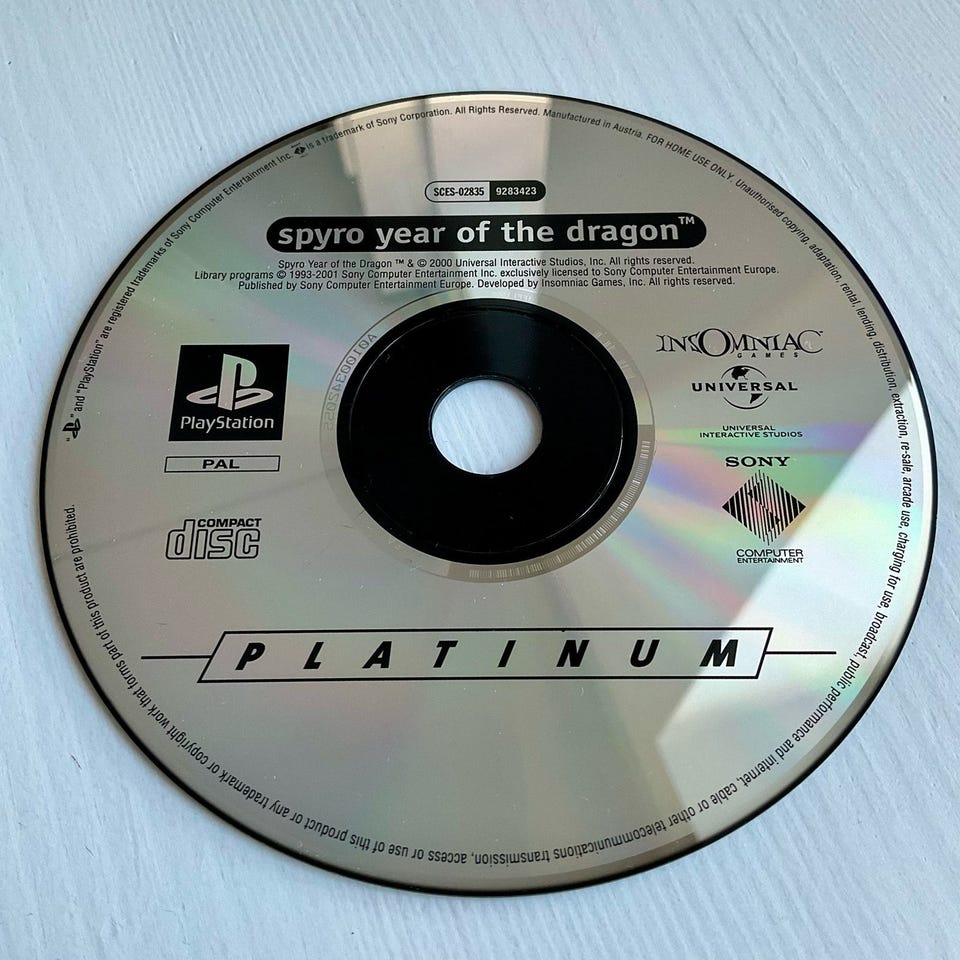 "PS" and "PlayStation" are registered trademarks of Sony Computer Entertainment Inc. is a trademark of Sony Corporation. All Rights Reserved. Manufactured in Austria. FOR HOME USE ONLY. Unauthorised copying, adaptation, rental, lending, distribution, extraction, re-sale, arcade use, charging for use, broadcast, public performance and internet, cable or other telecommunications transmission, access or use of this product or any trademark or copyright work that forms part of this product are prohibited.
SCES-02835 9283423
spyro year of the dragon™
Spyro Year of the Dragon ™ & © 2000 Universal Interactive Studios, Inc. All rights reserved.
Library programs © 1993-2001 Sony Computer Entertainment Inc. exclusively licensed to Sony Computer Entertainment Europe.
Published by Sony Computer Entertainment Europe. Developed by Insomniac Games, Inc. All rights reserved.
A0100342055
PlayStation
PAL
COMPACT
disc
INSOMNIAC
GAMES
UNIVERSAL
UNIVERSAL
INTERACTIVE STUDIOS
SONY
COMPUTER
ENTERTAINMENT
PLATINUM